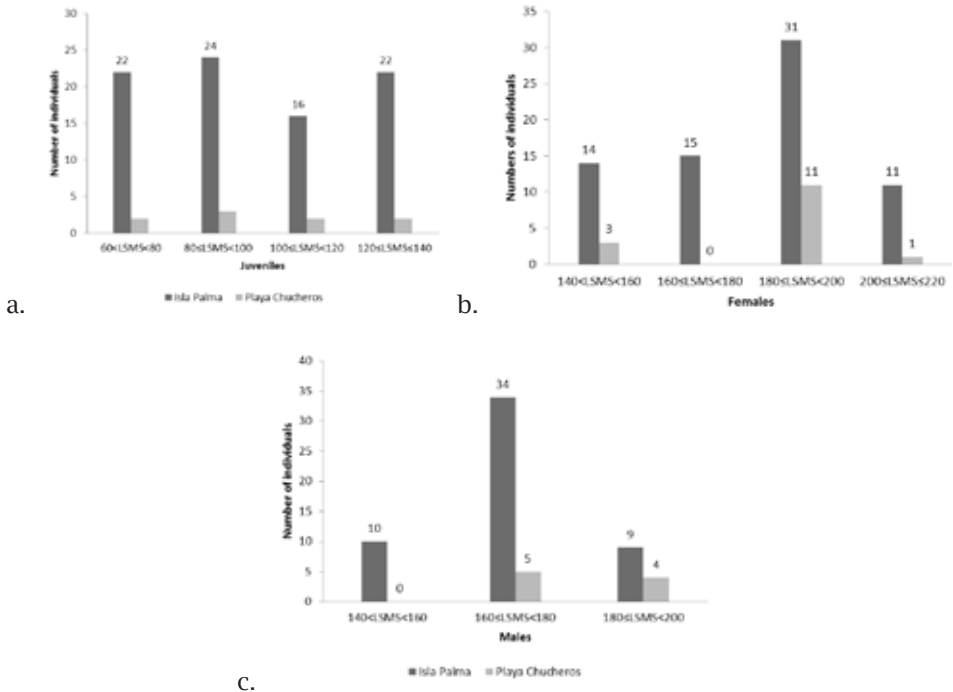 30
25
20
15
10
5
0
Number of individuals
22
24
16
22
60<LSMS<80
80≤LSMS<100
100≤LSMS<120
120≤LSMS≤140
Juveniles
Isla Palma Playa Chucheros
a.
35
30
25
20
15
10
5
0
Numbers of individuals
14
3
15
0
31
11
11
1
140<LSMS<160
160≤LSMS<180
180≤LSMS<200
200≤LSMS≤220
Females
b.
40
35
30
25
20
15
10
5
0
Number of individuals
10
0
34
5
9
4
140<LSMS<160
160≤LSMS<180
180≤LSMS<200
Males
Isla Palma Playa Chucheros
c.